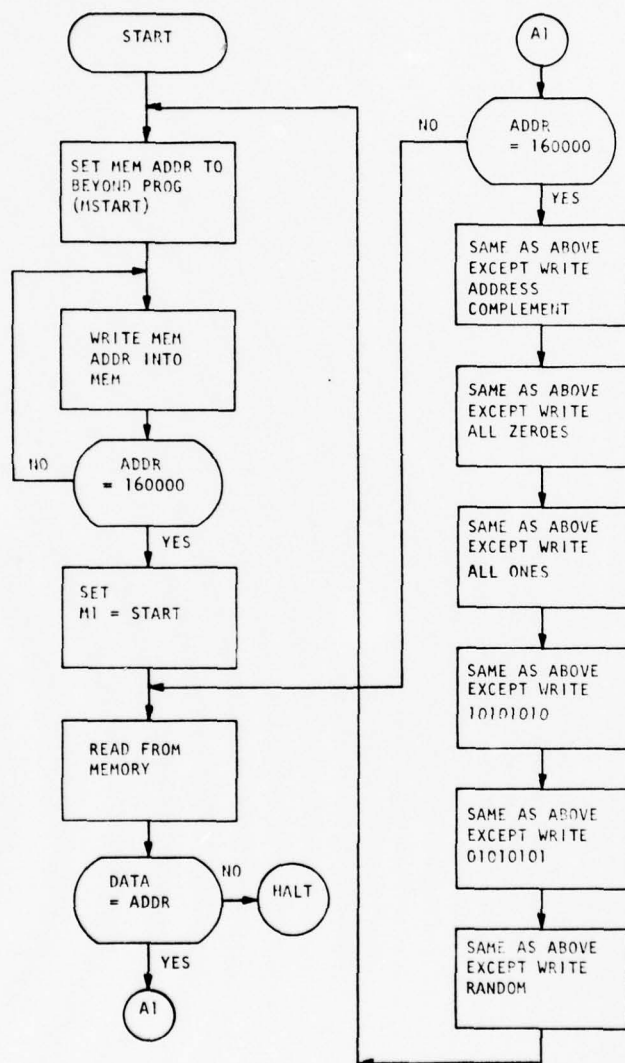 START
SET MEM ADDR TO
BEYOND PROG
(MSTART)
WRITE MEM
ADDR INTO
MEM
NO
ADDR
= 160000
YES
SET
M1 = START
READ FROM
MEMORY
DATA
= ADDR
NO
HALT
YES
A1
A1
NO
ADDR
= 160000
YES
SAME AS ABOVE
EXCEPT WRITE
ADDRESS
COMPLEMENT
SAME AS ABOVE
EXCEPT WRITE
ALL ZEROES
SAME AS ABOVE
EXCEPT WRITE
ALL ONES
SAME AS ABOVE
EXCEPT WRITE
10101010
SAME AS ABOVE
EXCEPT WRITE
01010101
SAME AS ABOVE
EXCEPT WRITE
RANDOM